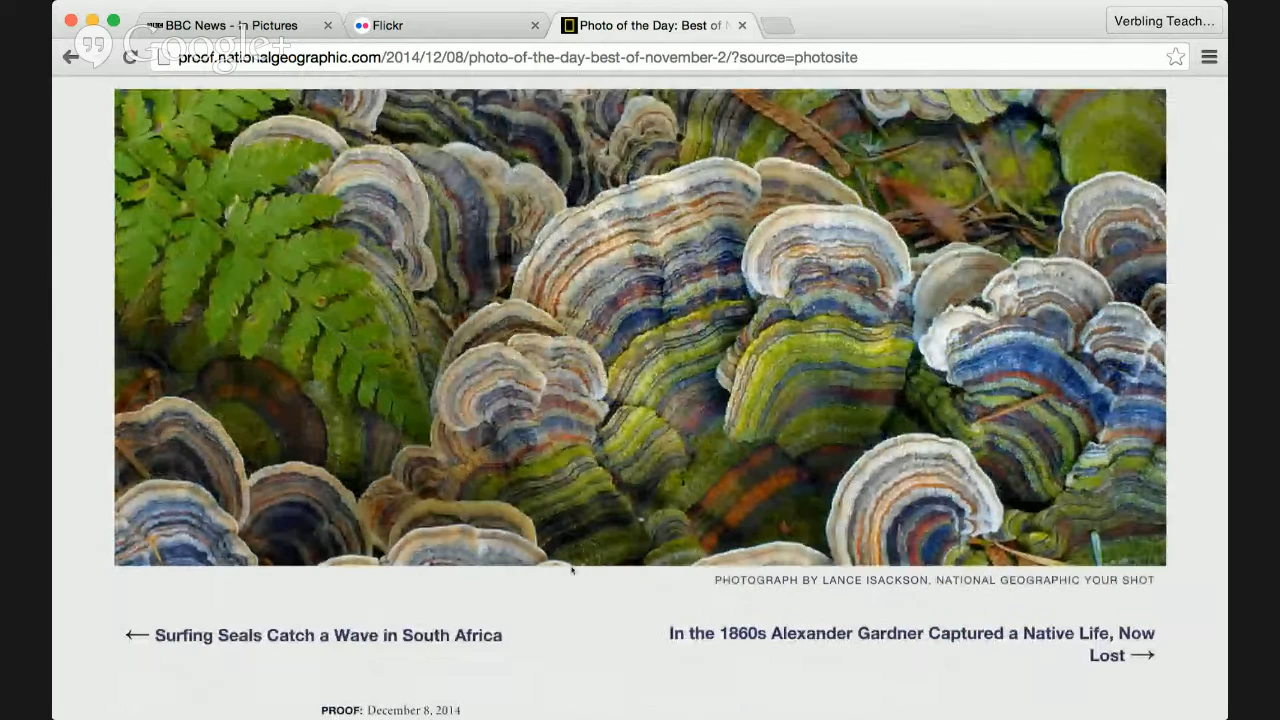 BBC News - In Pictures
Flickr
Photo of the Day: Best of N
Verbling Teach...
Google+
proof.nationalgeographic.com/2014/12/08/photo-of-the-day-best-of-november-2/?source=photosite
PHOTOGRAPH BY LANCE ISACKSON, NATIONAL GEOGRAPHIC YOUR SHOT
← Surfing Seals Catch a Wave in South Africa
In the 1860s Alexander Gardner Captured a Native Life, Now
Lost →
PROOF: December 8, 2014